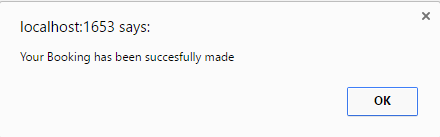 localhost:1653 says:
Your Booking has been succesfully made
OK